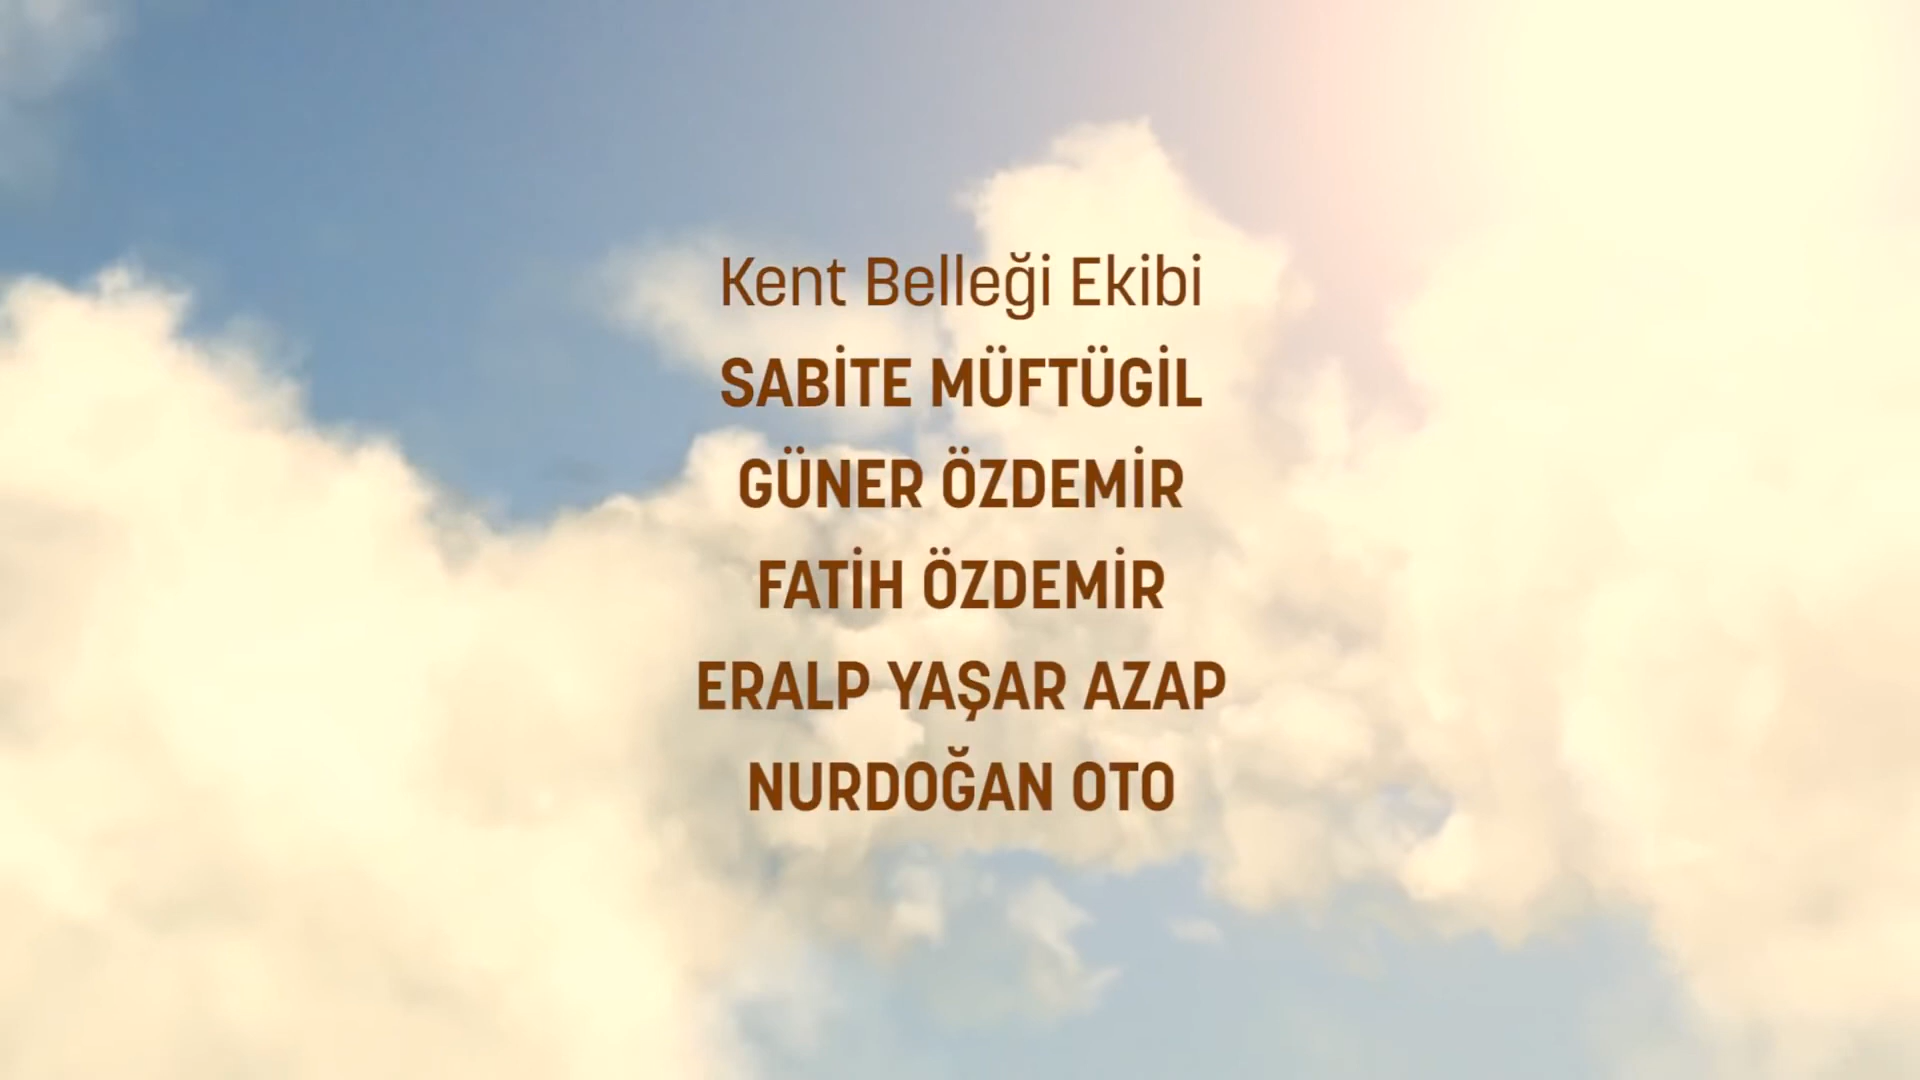 Kent Belleği Ekibi
SABİTE MÜFTÜGİL
GÜNER ÖZDEMİR
FATİH ÖZDEMİR
ERALP YAŞAR AZAP
NURDOĞAN OTO